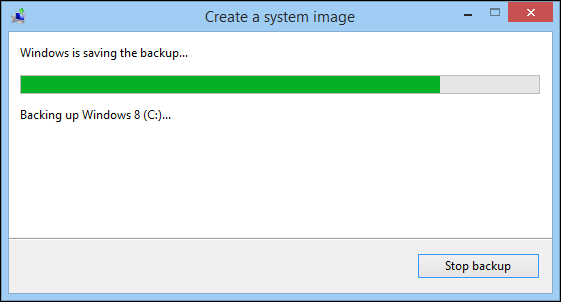 Create a system image
Windows is saving the backup...
Backing up Windows 8 (C:)...
Stop backup